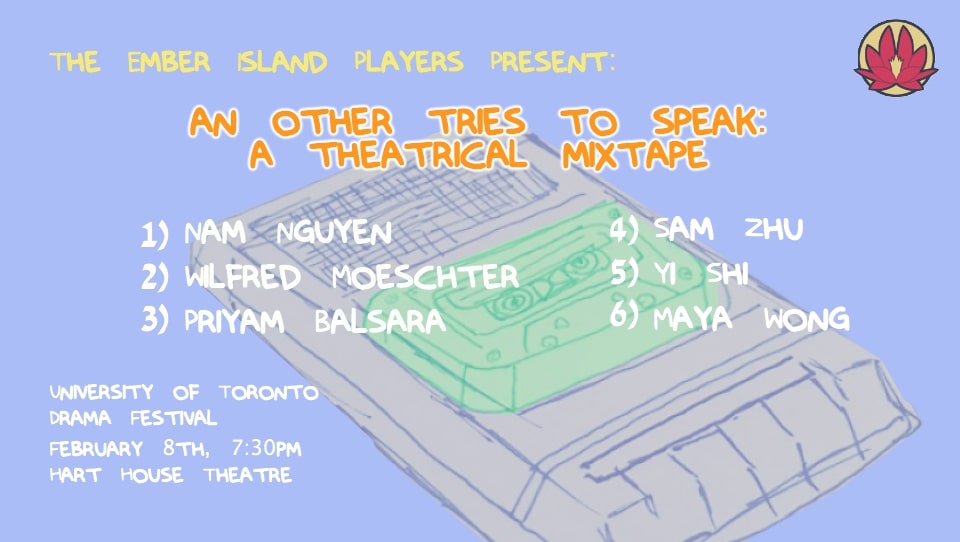 The Ember Island Players Present:
An Other Tries To Speak:
A Theatrical Mixtape
1) Nam Nguyen
2) Wilfred Moeschter
3) Priyam Balsara
4) Sam Zhu
5) Yi Shi
6) Maya Wong
University of Toronto
Drama Festival
February 8th, 7:30pm
Hart House Theatre